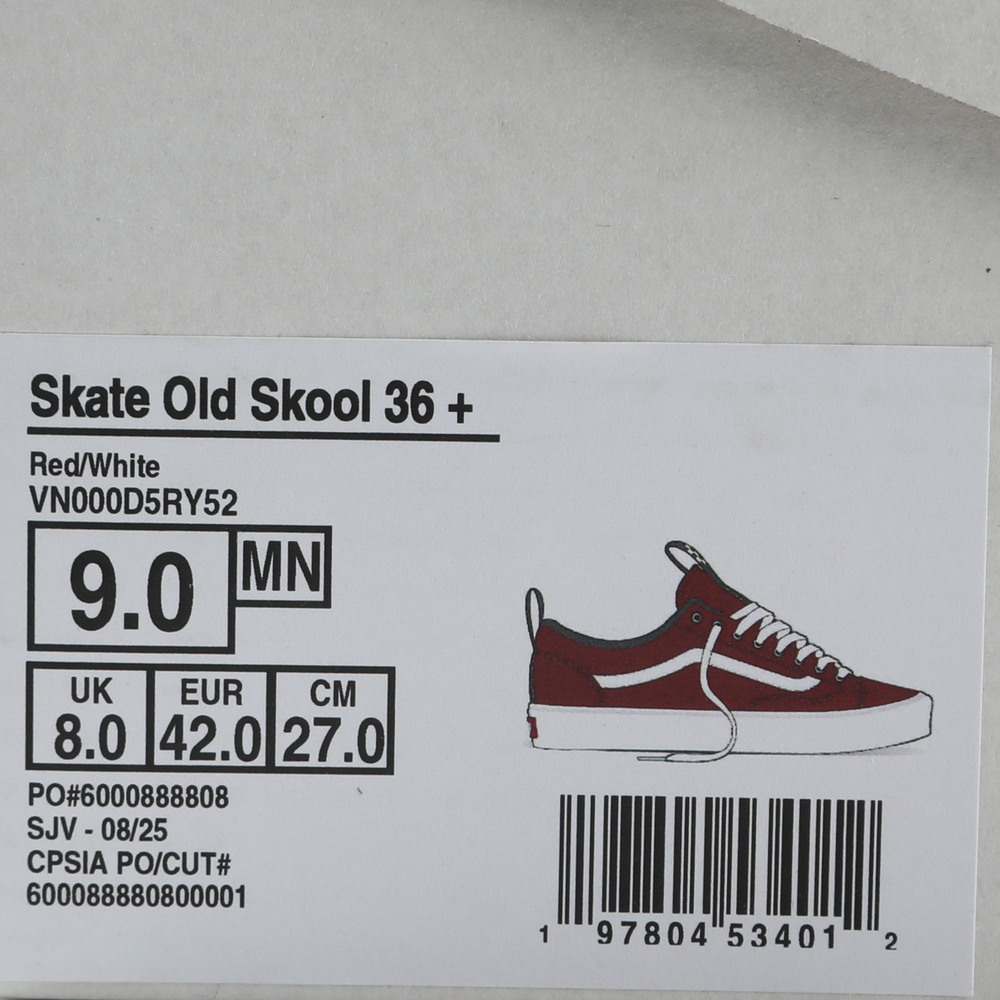 Skate Old Skool 36 +
Red/White
VN000D5RY52
9.0
MN
UK
EUR
CM
8.0
42.0
27.0
PO#6000888808
SJV - 08/25
CPSIA PO/CUT#
600088880800001
1 97804 53401 2